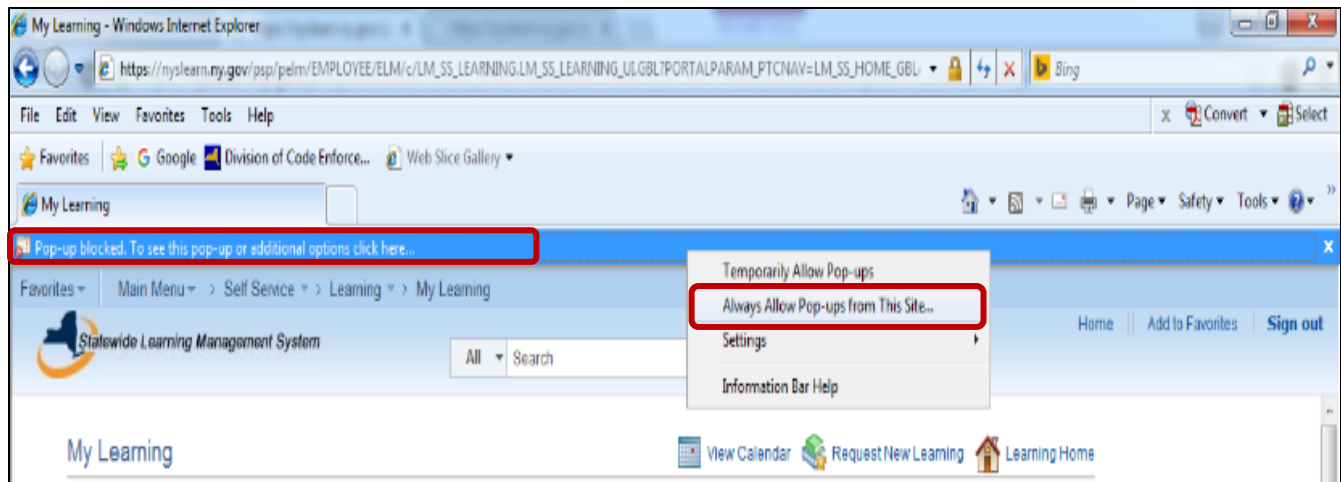 My Learning - Windows Internet Explorer
https://nyslearn.ny.gov/psp/pelm/EMPLOYEE/ELM/c/LM_SS_LEARNING.LM_SS_LEARNING_UI.GBL?PORTALPARAM_PTCNAV=LM_SS_HOME_GBL Bing
File Edit View Favorites Tools Help x Convert Select
Favorites Google Division of Code Enforce... Web Slice Gallery
My Learning Page Safety Tools
Pop-up blocked. To see this pop-up or additional options click here... x
Temporarily Allow Pop-ups
Always Allow Pop-ups from This Site...
Settings
Information Bar Help
Favorites Main Menu > Self Service > Learning > My Learning
Home Add to Favorites Sign out
Statewide Learning Management System
All Search
My Learning View Calendar Request New Learning Learning Home